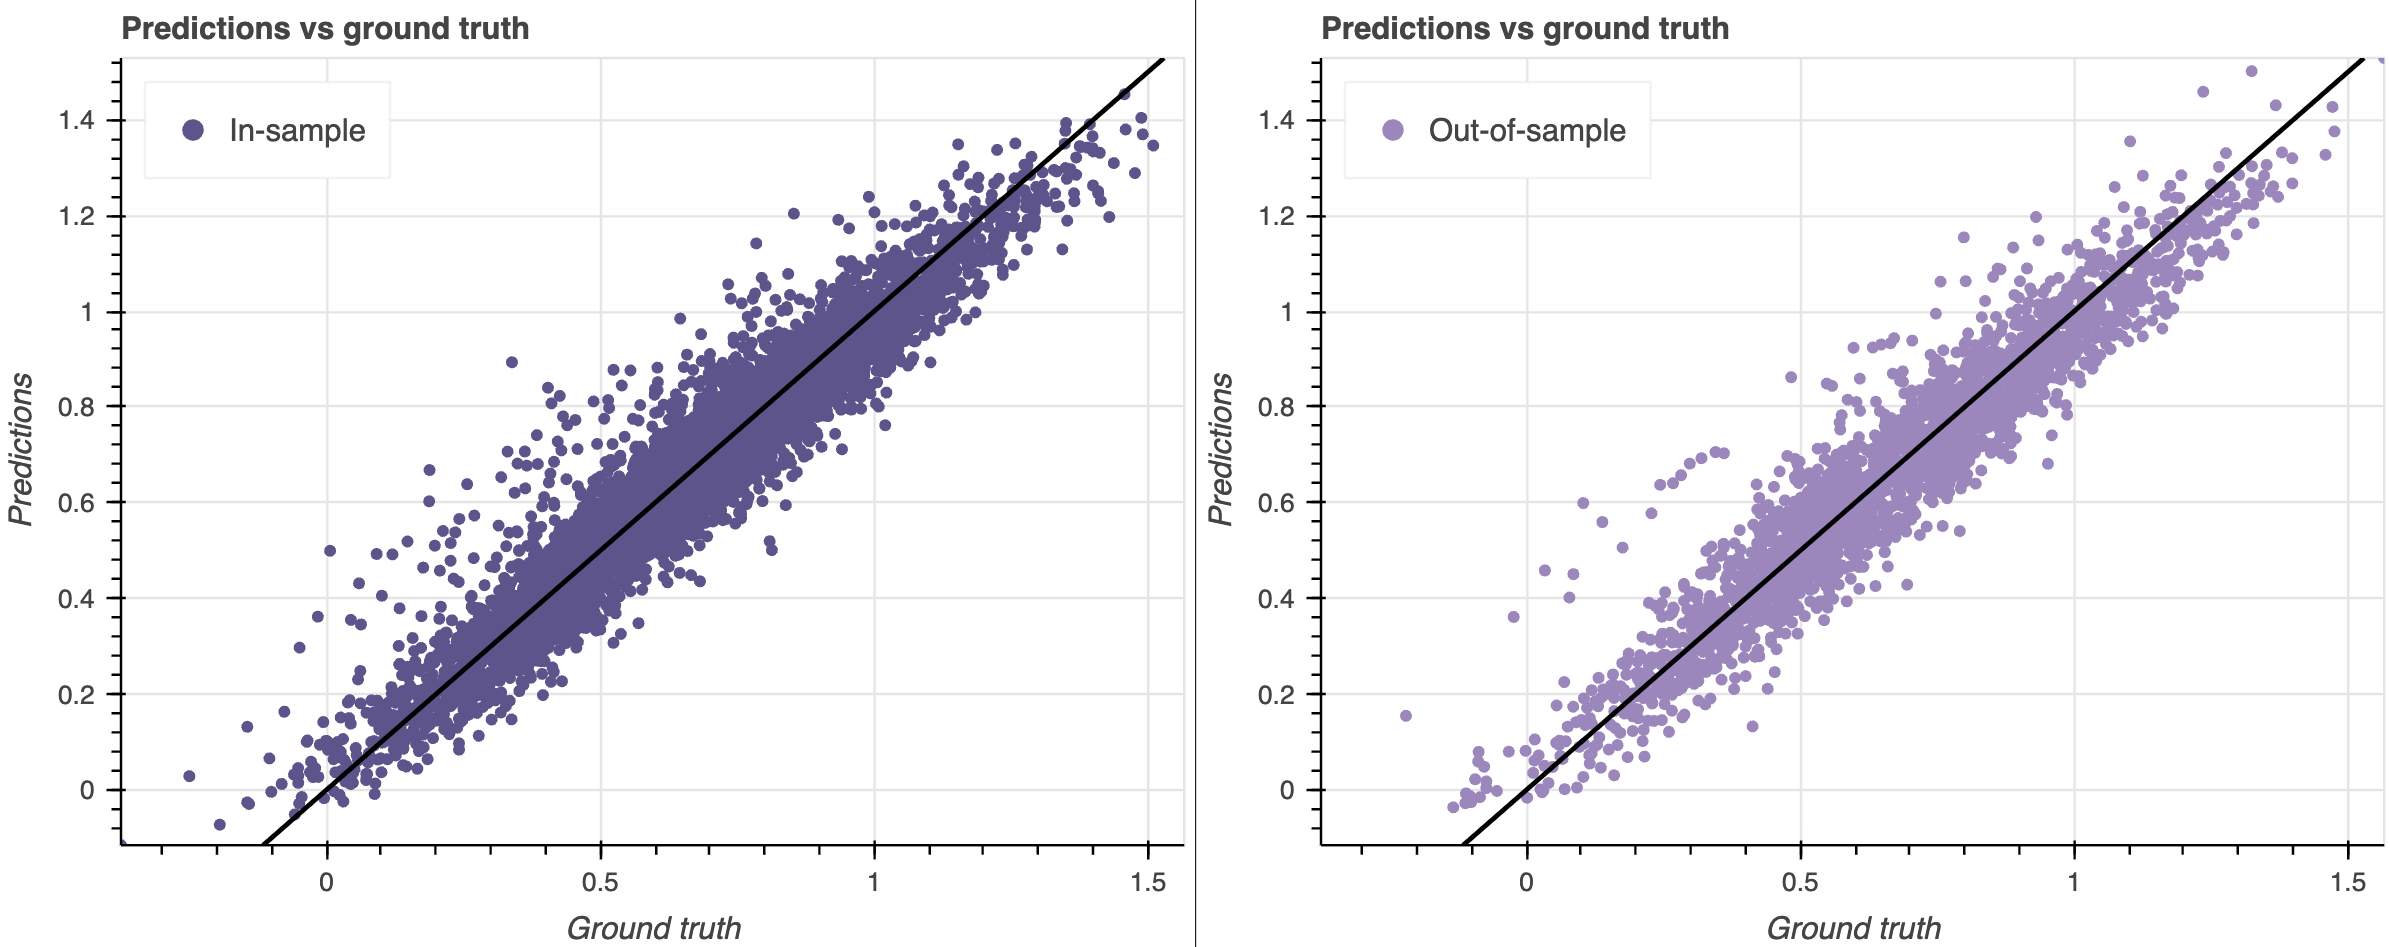 Predictions vs ground truth
In-sample
1.4
1.2
1
0.8
0.6
0.4
0.2
0
Predictions
0 0.5 1 1.5
Ground truth
Predictions vs ground truth
Out-of-sample
1.4
1.2
1
0.8
0.6
0.4
0.2
0
Predictions
0 0.5 1 1.5
Ground truth